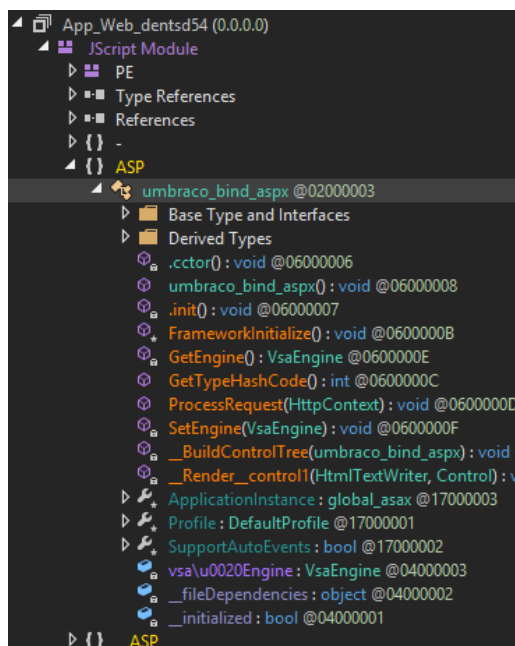 App_Web_dentsd54 (0.0.0.0)
JScript Module
PE
Type References
References
{ } -
{ } ASP
umbraco_bind_aspx @02000003
Base Type and Interfaces
Derived Types
.cctor() : void @06000006
umbraco_bind_aspx() : void @06000008
.init() : void @06000007
FrameworkInitialize() : void @0600000B
GetEngine() : VsaEngine @0600000E
GetTypeHashCode() : int @0600000C
ProcessRequest(HttpContext) : void @0600000D
SetEngine(VsaEngine) : void @0600000F
__BuildControlTree(umbraco_bind_aspx) : void
__Render__control1(HtmlTextWriter, Control) : v
ApplicationInstance : global_asax @17000003
Profile : DefaultProfile @17000001
SupportAutoEvents : bool @17000002
vsa\u0020Engine : VsaEngine @04000003
__fileDependencies : object @04000002
__initialized : bool @04000001
{ } __ASP